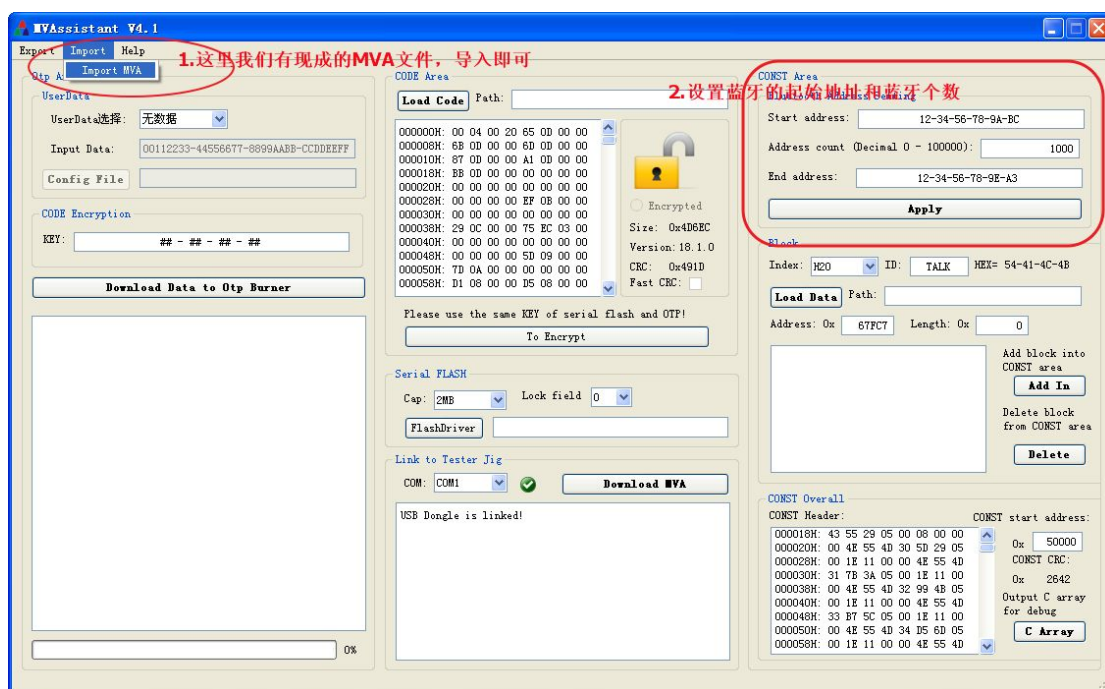 MVAssistant V4.1
Export Import Help
Import MVA
1.这里我们有现成的MVA文件，导入即可
2.设置蓝牙的起始地址和蓝牙个数
UserData
UserData选择: 无数据
Input Data: 00112233-44556677-8899AABB-CCDDEEFF
Config File
CODE Encryption
KEY: ## - ## - ## - ##
Download Data to Otp Burner
0%
CODE Area
Load Code Path:
000000H: 00 04 00 20 65 0D 00 00
000008H: 6B 0D 00 00 6D 0D 00 00
000010H: 87 0D 00 00 A1 0D 00 00
000018H: BB 0D 00 00 00 00 00 00
000020H: 00 00 00 00 00 00 00 00
000028H: 00 00 00 00 EF 0B 00 00
000030H: 00 00 00 00 00 00 00 00
000038H: 29 0C 00 00 75 EC 03 00
000040H: 00 00 00 00 00 00 00 00
000048H: 00 00 00 00 5D 09 00 00
000050H: 7D 0A 00 00 00 00 00 00
000058H: D1 08 00 00 D5 08 00 00
Encrypted
Size: 0x4D6EC
Version: 18.1.0
CRC: 0x491D
Fast CRC:
Please use the same KEY of serial flash and OTP!
To Encrypt
Serial FLASH
Cap: 2MB Lock field 0
FlashDriver
Link to Tester Jig
COM: COM1 Download MVA
USB Dongle is linked!
CONST Area
Start address: 12-34-56-78-9A-BC
Address count (Decimal 0 - 100000): 1000
End address: 12-34-56-78-9E-A3
Apply
Block
Index: H20 ID: TALK HEX= 54-41-4C-4B
Load Data Path:
Address: 0x 67FC7 Length: 0x 0
Add block into
CONST area
Add In
Delete block
from CONST area
Delete
CONST Overall
CONST Header:
000018H: 43 55 29 05 00 08 00 00
000020H: 00 4E 55 4D 30 5D 29 05
000028H: 00 1E 11 00 00 4E 55 4D
000030H: 31 7B 3A 05 00 1E 11 00
000038H: 00 4E 55 4D 32 99 4B 05
000040H: 00 1E 11 00 00 4E 55 4D
000048H: 33 B7 5C 05 00 1E 11 00
000050H: 00 4E 55 4D 34 D5 6D 05
000058H: 00 1E 11 00 00 4E 55 4D
CONST start address:
0x 50000
CONST CRC:
0x 2642
Output C array
for debug
C Array